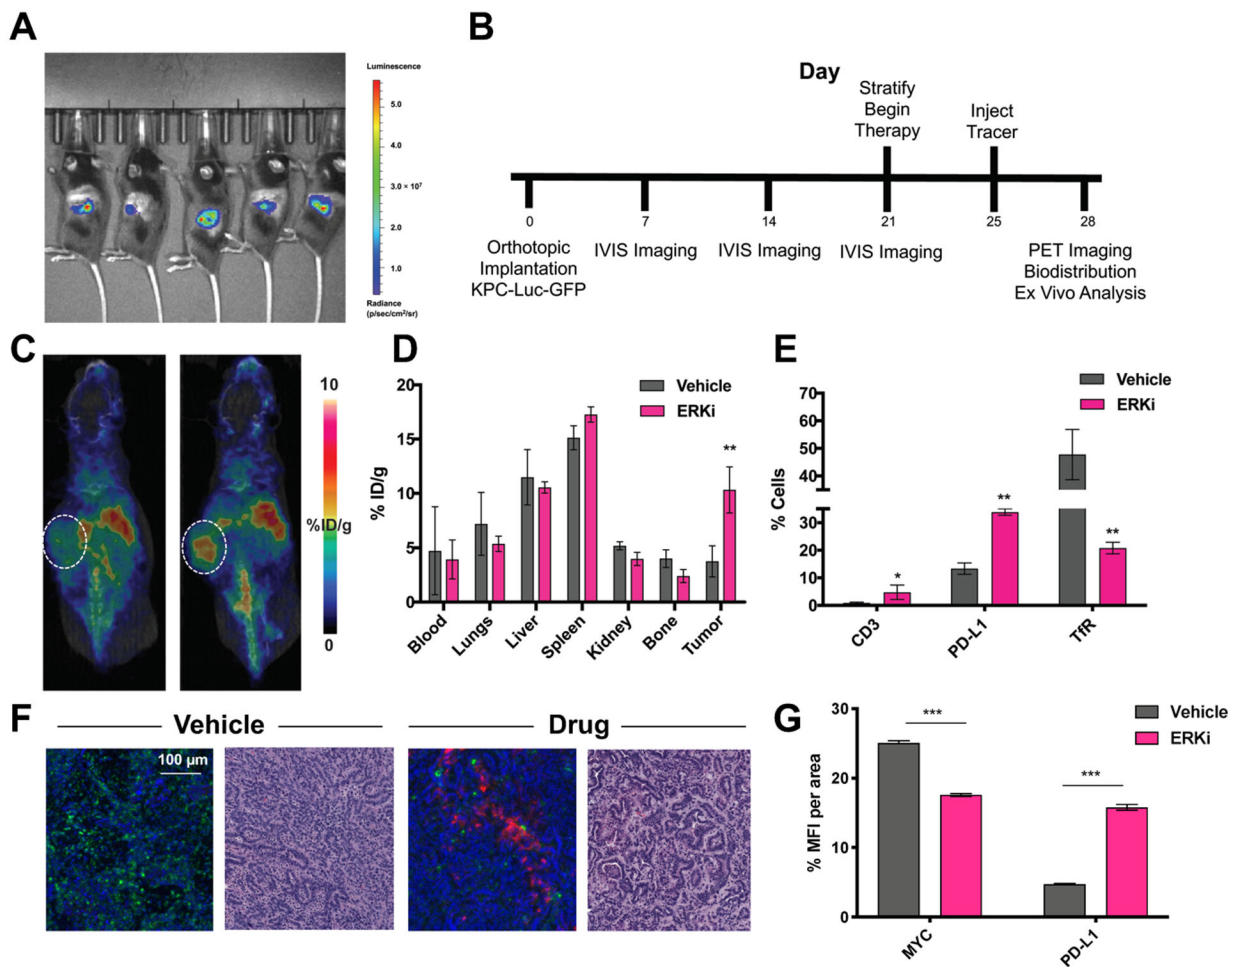 A
Luminescence
5.0
4.0
3.0 × 10⁷
2.0
1.0
Radiance
(p/sec/cm²/sr)
B
Day
Stratify
Begin
Therapy
Inject
Tracer
0
7
14
21
25
28
Orthotopic
Implantation
KPC-Luc-GFP
IVIS Imaging
IVIS Imaging
IVIS Imaging
PET Imaging
Biodistribution
Ex Vivo Analysis
C
10
%ID/g
0
D
Vehicle
ERKi
% ID/g
20
15
10
5
0
**
Blood
Lungs
Liver
Spleen
Kidney
Bone
Tumor
E
Vehicle
ERKi
% Cells
70
60
50
40
30
20
10
0
*
**
**
CD3
PD-L1
TfR
F
Vehicle
Drug
100 µm
G
Vehicle
ERKi
% MFI per area
30
20
10
0
***
***
MYC
PD-L1